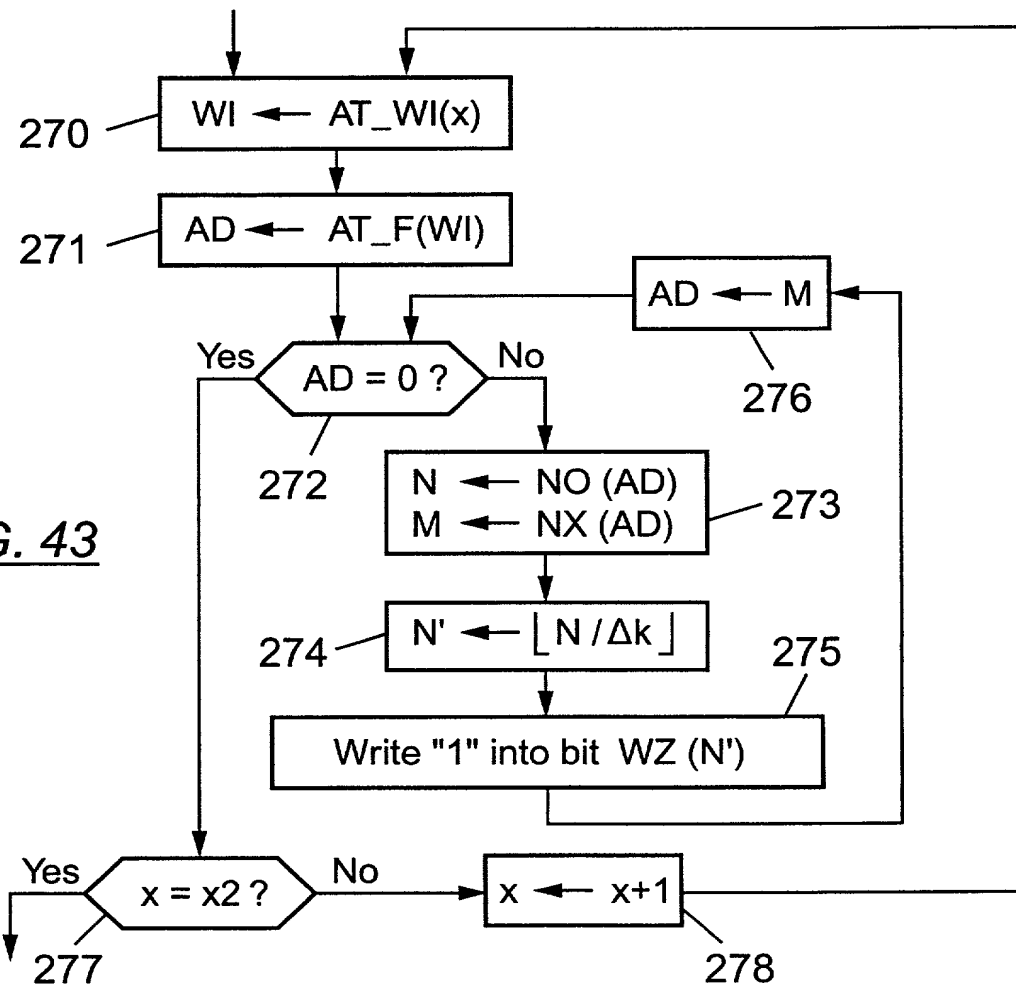 WI ← AT_WI(x)
270
AD ← AT_F(WI)
271
AD ← M
276
Yes
AD = 0 ?
No
272
N ← NO (AD)
M ← NX (AD)
273
G. 43
N' ← ⌊ N / Δk ⌋
274
275
Write "1" into bit WZ (N')
Yes
x = x2 ?
No
x ← x+1
277
278